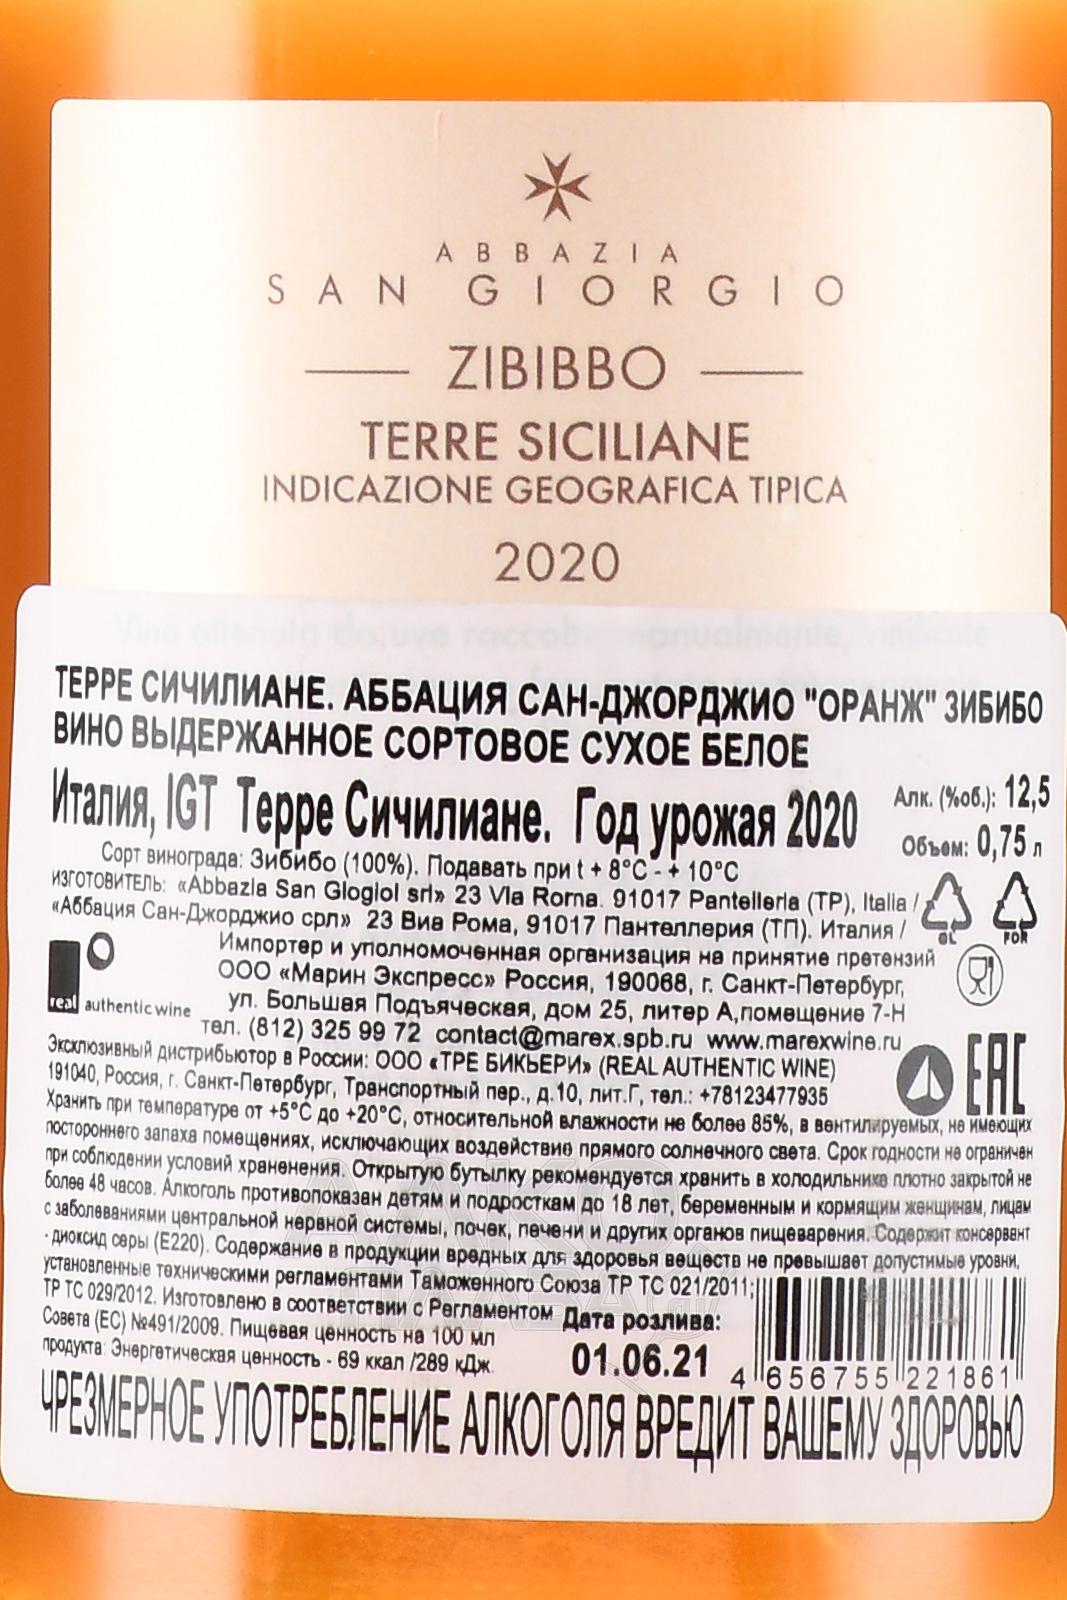 ABBAZIA
SAN GIORGIO
ZIBIBBO
TERRE SICILIANE
INDICAZIONE GEOGRAFICA TIPICA
2020
ТЕРРЕ СИЧИЛИАНЕ. АББАЦИЯ САН-ДЖОРДЖИО "ОРАНЖ" ЗИБИБО
ВИНО ВЫДЕРЖАННОЕ СОРТОВОЕ СУХОЕ БЕЛОЕ
Италия, IGT Терре Сичилиане. Год урожая 2020
Алк. (%об.): 12,5
Объем: 0,75 л
Сорт винограда: Зибибо (100%). Подавать при t + 8°C - + 10°C
ИЗГОТОВИТЕЛЬ: «Abbazia San Giogiol srl» 23 Via Roma. 91017 Pantelleria (TP), Italia /
«Аббация Сан-Джорджио срл» 23 Виа Рома, 91017 Пантеллерия (ТП). Италия /
GL FOR
Импортер и уполномоченная организация на принятие претензий
ООО «Марин Экспресс» Россия, 190068, г. Санкт-Петербург,
ул. Большая Подъяческая, дом 25, литер А,помещение 7-Н
real authentic wine
тел. (812) 325 99 72 contact@marex.spb.ru www.marexwine.ru
Эксклюзивный дистрибьютор в России: ООО «ТРЕ БИКЬЕРИ» (REAL AUTHENTIC WINE)
191040, Россия, г. Санкт-Петербург, Транспортный пер., д.10, лит.Г, тел.: +78123477935
EAC
Хранить при температуре от +5°C до +20°C, относительной влажности не более 85%, в вентилируемых, не имеющих
постороннего запаха помещениях, исключающих воздействие прямого солнечного света. Срок годности не ограничен
при соблюдении условий хранения. Открытую бутылку рекомендуется хранить в холодильнике плотно закрытой не
более 48 часов. Алкоголь противопоказан детям и подросткам до 18 лет, беременным и кормящим женщинам, лицам
с заболеваниями центральной нервной системы, почек, печени и других органов пищеварения. Содержит консервант
- диоксид серы (E220). Содержание в продукции вредных для здоровья веществ не превышает допустимые уровни,
установленные техническими регламентами Таможенного Союза ТР ТС 021/2011;
ТР ТС 029/2012. Изготовлено в соответствии с Регламентом
Совета (ЕС) №491/2009. Пищевая ценность на 100 мл
продукта: Энергетическая ценность - 69 ккал /289 кДж.
Дата розлива:
01.06.21
4 656755 221861
ЧРЕЗМЕРНОЕ УПОТРЕБЛЕНИЕ АЛКОГОЛЯ ВРЕДИТ ВАШЕМУ ЗДОРОВЬЮ